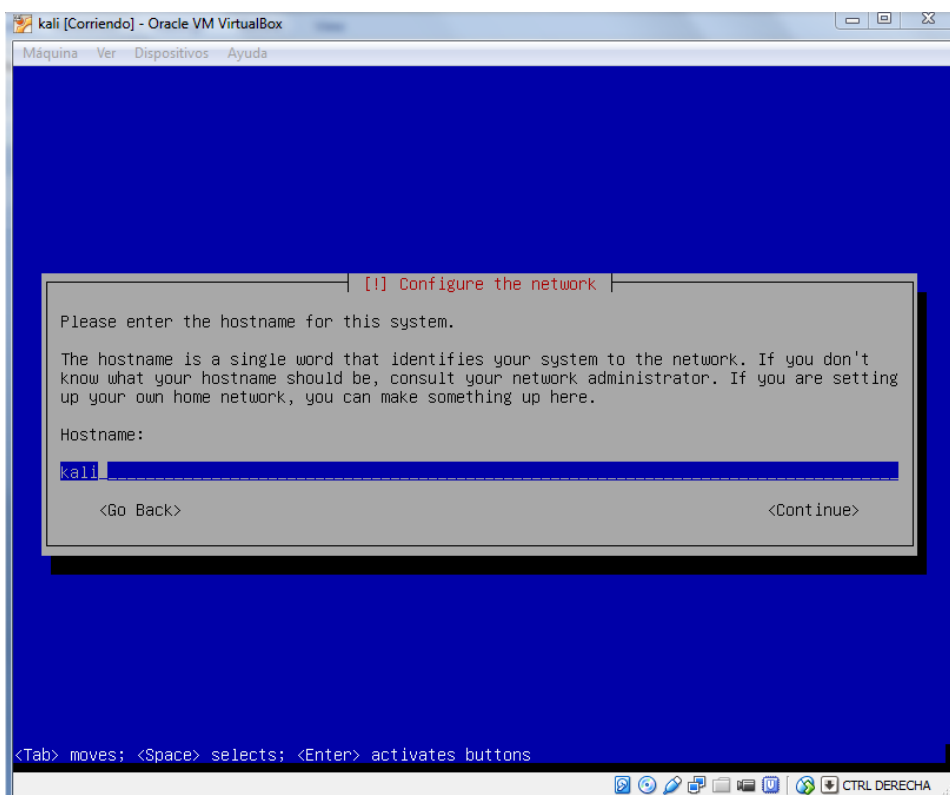 kali [Corriendo] - Oracle VM VirtualBox
Máquina Ver Dispositivos Ayuda
[!] Configure the network
Please enter the hostname for this system.
The hostname is a single word that identifies your system to the network. If you don't
know what your hostname should be, consult your network administrator. If you are setting
up your own home network, you can make something up here.
Hostname:
kali
<Go Back> <Continue>
<Tab> moves; <Space> selects; <Enter> activates buttons
CTRL DERECHA